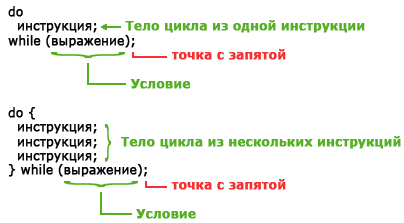 do
инструкция; Тело цикла из одной инструкции
while (выражение);
точка с запятой
Условие
do {
инструкция;
инструкция; Тело цикла из нескольких инструкций
инструкция;
} while (выражение);
точка с запятой
Условие